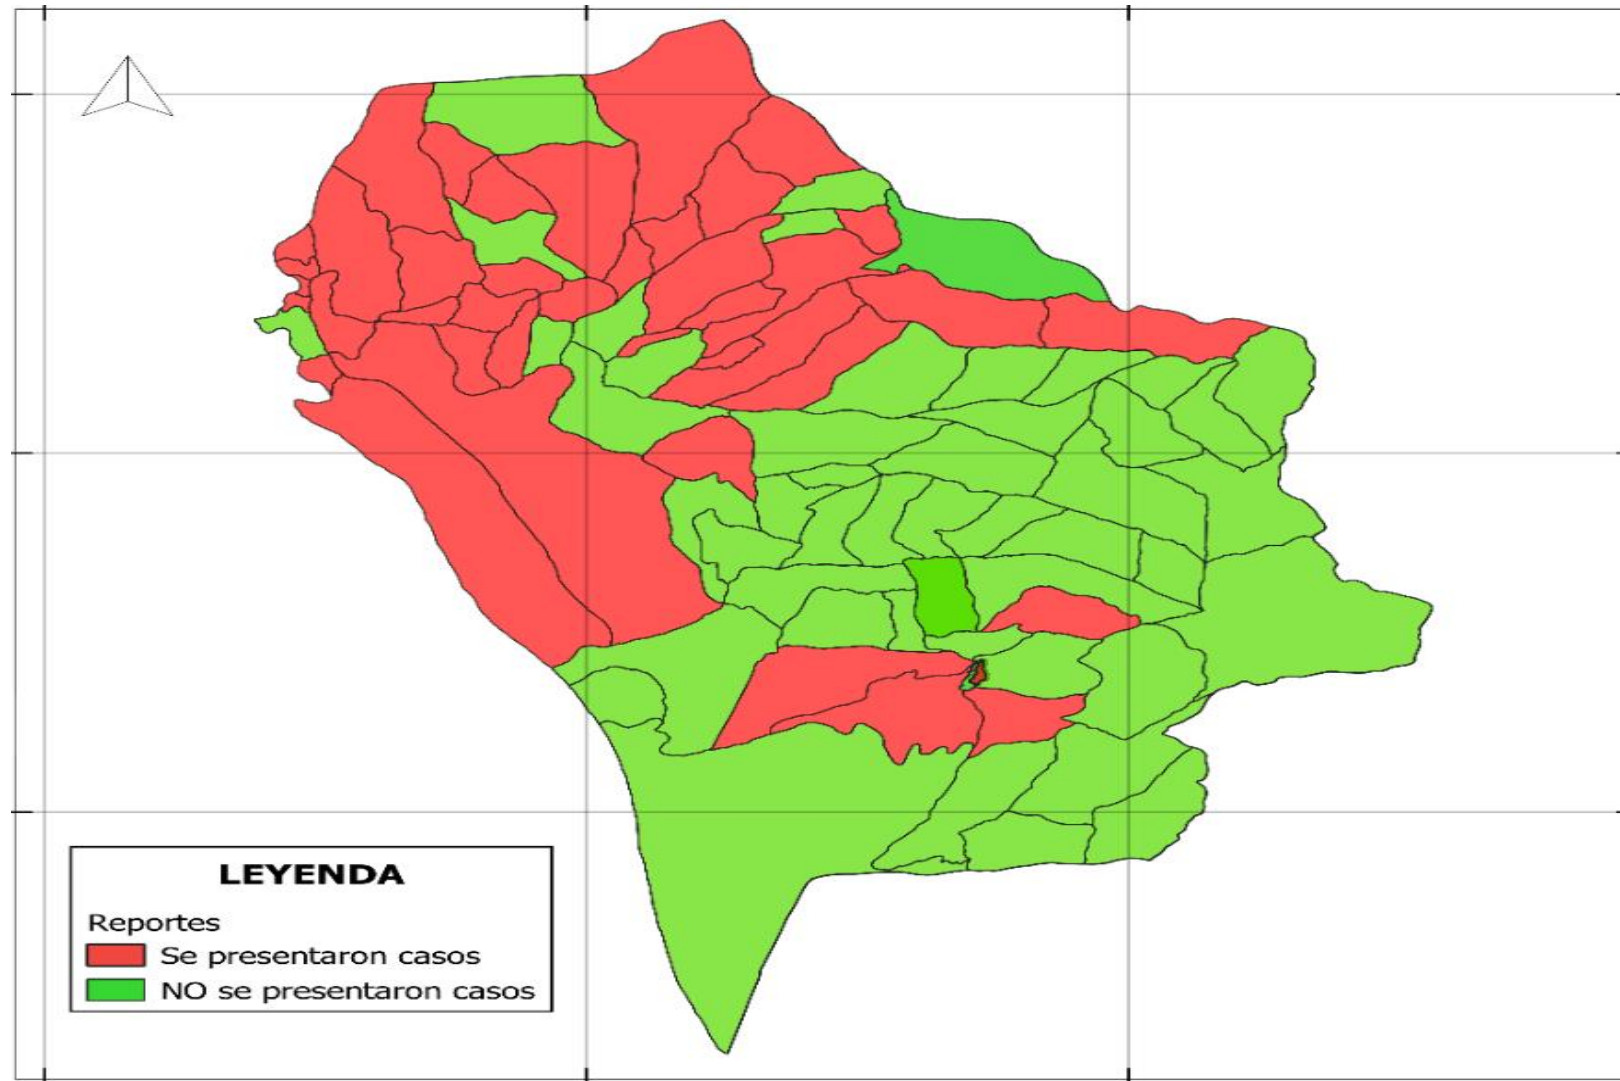 LEYENDA
Reportes
Se presentaron casos
NO se presentaron casos